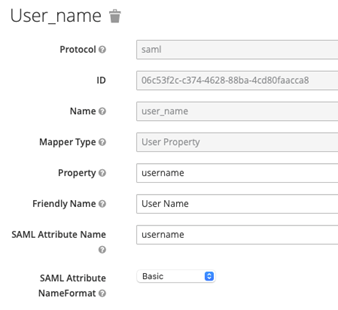 User_name
Protocol saml
ID 06c53f2c-c374-4628-88ba-4cd80faacca8
Name user_name
Mapper Type User Property
Property username
Friendly Name User Name
SAML Attribute Name username
SAML Attribute Basic
NameFormat